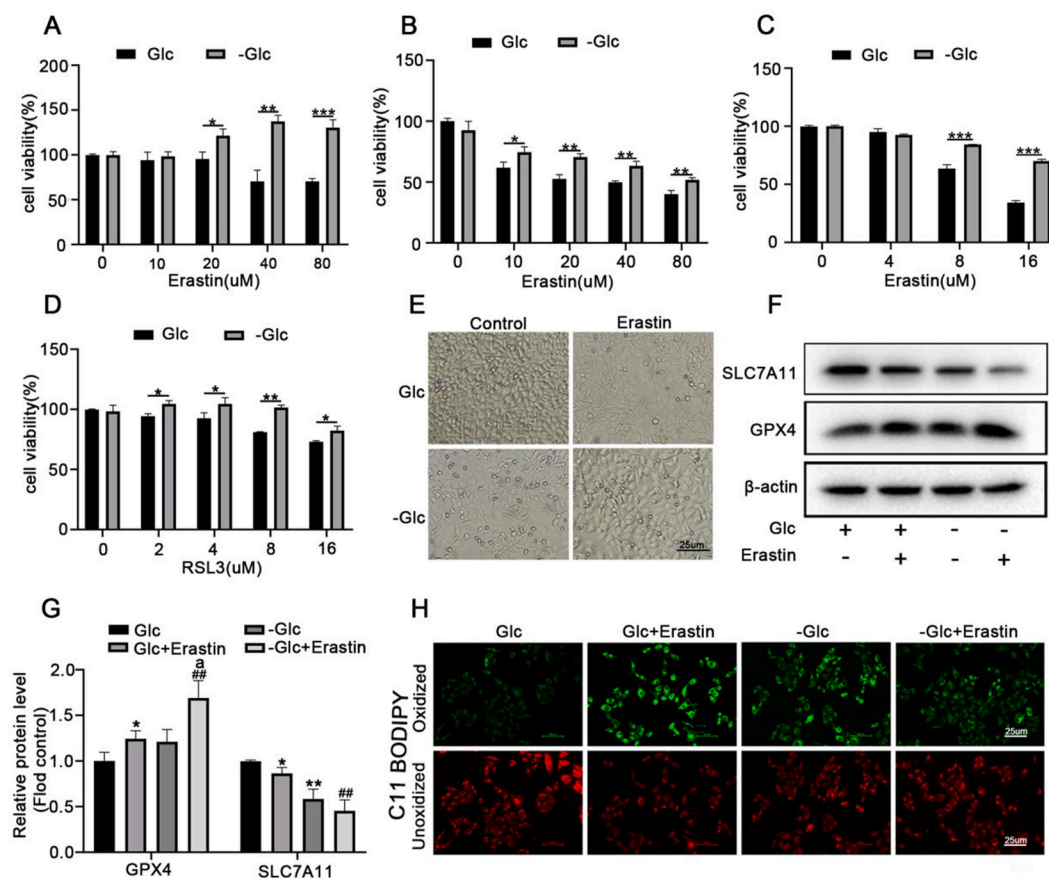 A
Glc -Glc
cell viability(%)
200
150
100
50
0
* ** ***
0 10 20 40 80
Erastin(uM)
B
Glc -Glc
cell viability(%)
150
100
50
0
* ** ** **
0 10 20 40 80
Erastin(uM)
C
Glc -Glc
cell viability(%)
150
100
50
0
*** ***
0 4 8 16
Erastin(uM)
D
Glc -Glc
cell viability(%)
150
100
50
0
* * ** *
0 2 4 8 16
RSL3(uM)
E
Control Erastin
Glc
-Glc
25um
F
SLC7A11
GPX4
β-actin
Glc + + - -
Erastin - + - +
G
Glc -Glc
Glc+Erastin -Glc+Erastin
Relative protein level
(Flod control)
2.0
1.5
1.0
0.5
0.0
a
##
* * ** ##
GPX4 SLC7A11
H
Glc Glc+Erastin -Glc -Glc+Erastin
C11 BODIPY
Oxidized
25um
Unoxidized
25um